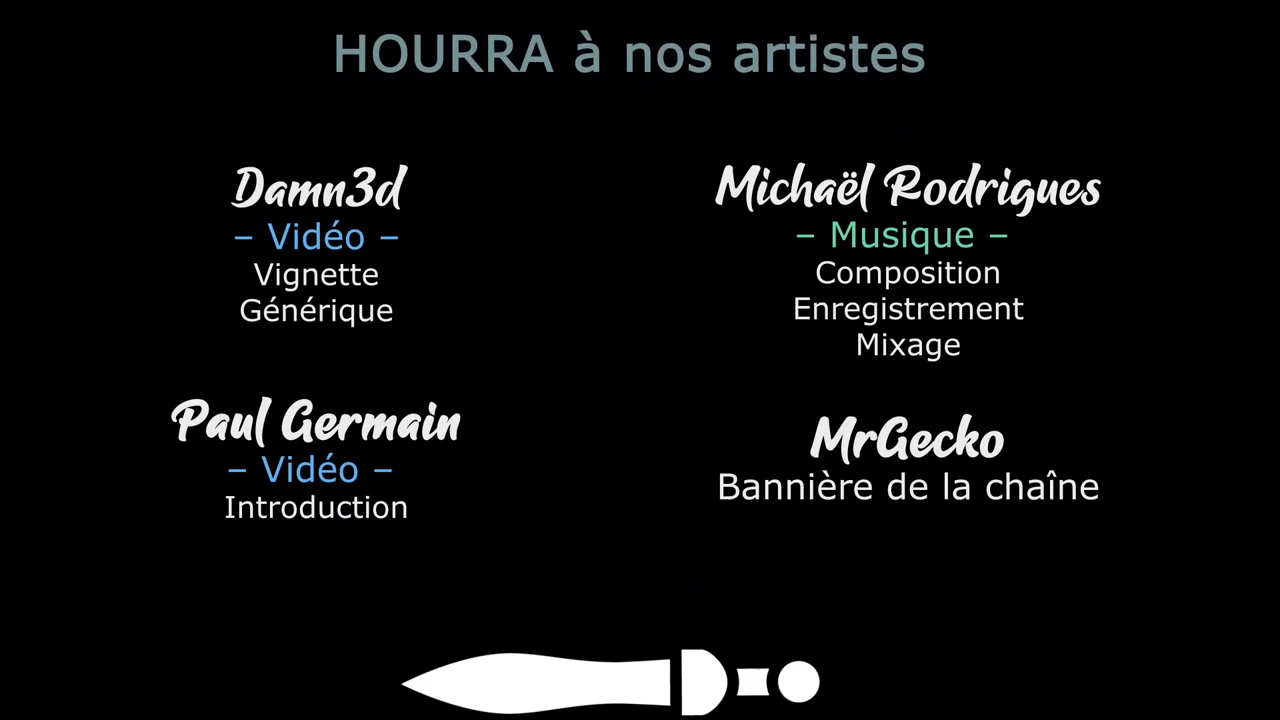 HOURRA à nos artistes
Damn3d
– Vidéo –
Vignette
Générique
Michaël Rodrigues
– Musique –
Composition
Enregistrement
Mixage
Paul Germain
– Vidéo –
Introduction
MrGecko
Bannière de la chaîne